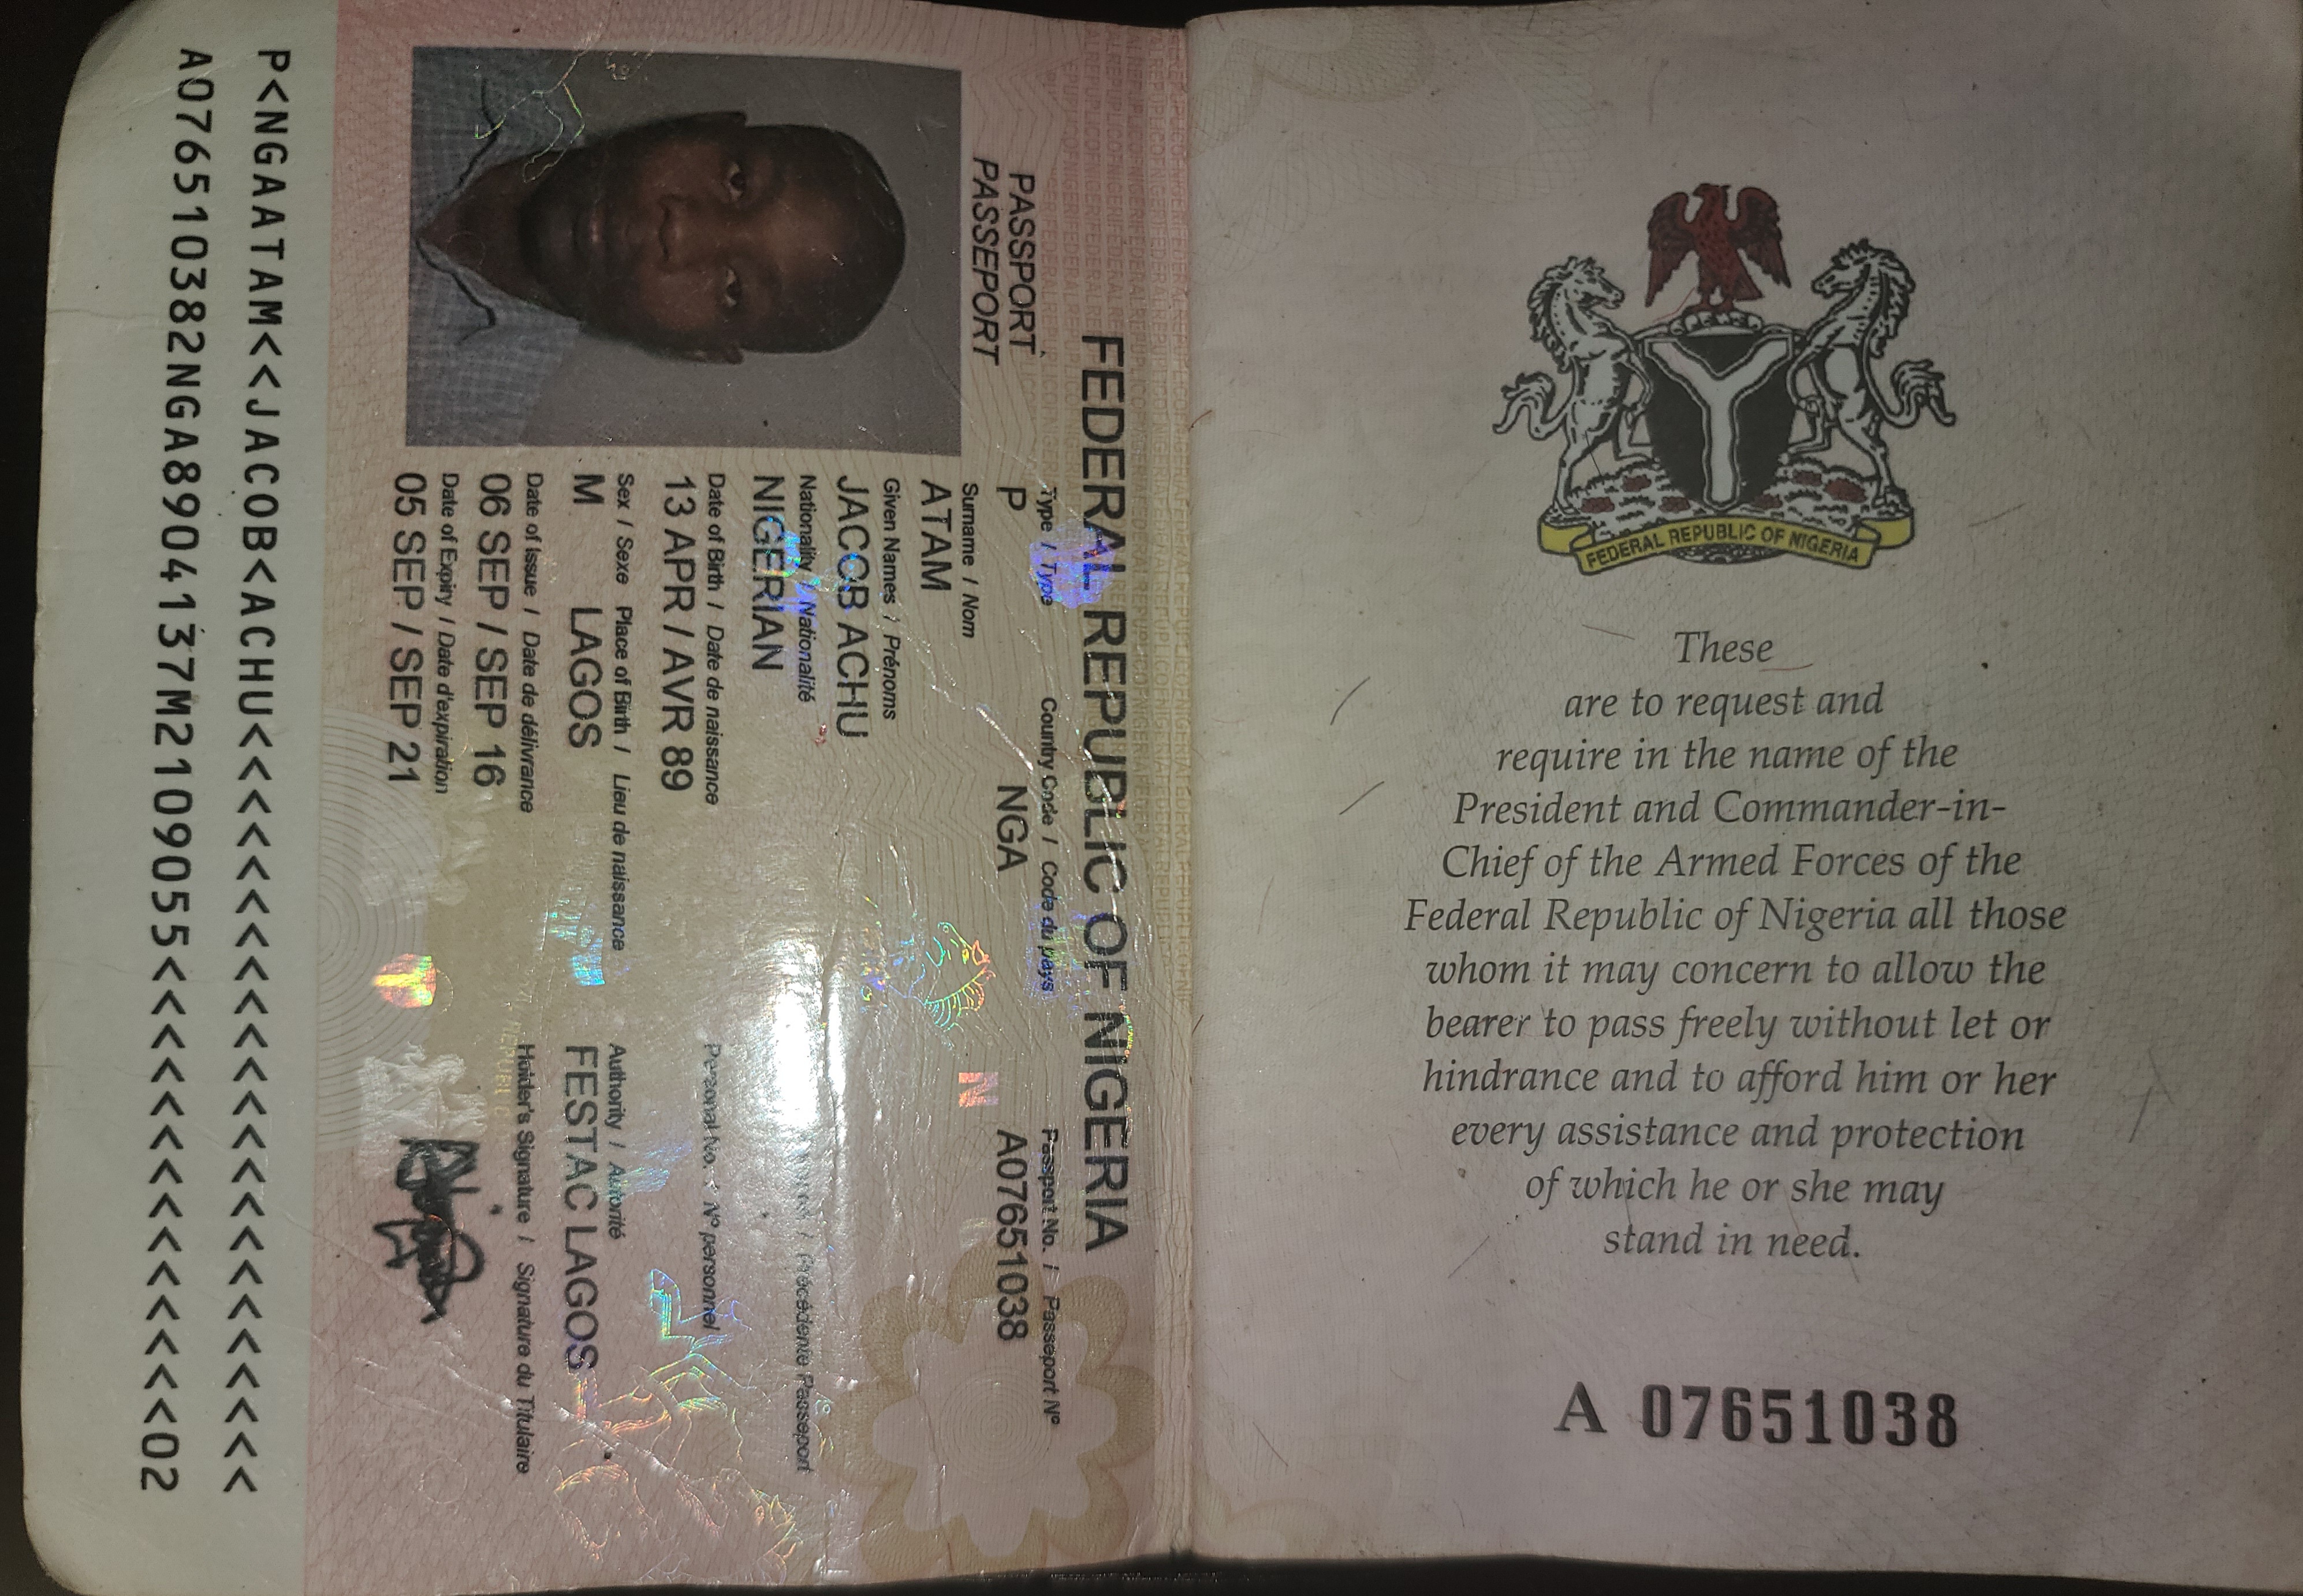 FEDERAL REPUBLIC OF NIGERIA
These
are to request and
require in the name of the
President and Commander-in-
Chief of the Armed Forces of the
Federal Republic of Nigeria all those
whom it may concern to allow the
bearer to pass freely without let or
hindrance and to afford him or her
every assistance and protection
of which he or she may
stand in need.
A 07651038
FEDERAL REPUBLIC OF NIGERIA
PASSPORT
PASSEPORT
Type / Type
Country Code / Code du pays
Passport No. / Passeport Nº
P
NGA
A07651038
Surname / Nom
ATAM
Given Names / Prénoms
JACOB ACHU
Nationality / Nationalité
/ Précédente Passeport
NIGERIAN
Date of Birth / Date de naissance
Personal No. / Nº personnel
13 APR / AVR 89
Sex / Sexe
Place of Birth / Lieu de naissance
Authority / Autorité
M
LAGOS
FESTAC LAGOS
Date of Issue / Date de délivrance
Holder's Signature / Signature du Titulaire
06 SEP / SEP 16
Date of Expiry / Date d'expiration
05 SEP / SEP 21
P<NGAATAM<<JACOB<ACHU<<<<<<<<<<<<<<<<<<<<<<<
A076510382NGA8904137M2109055<<<<<<<<<<<<<<02